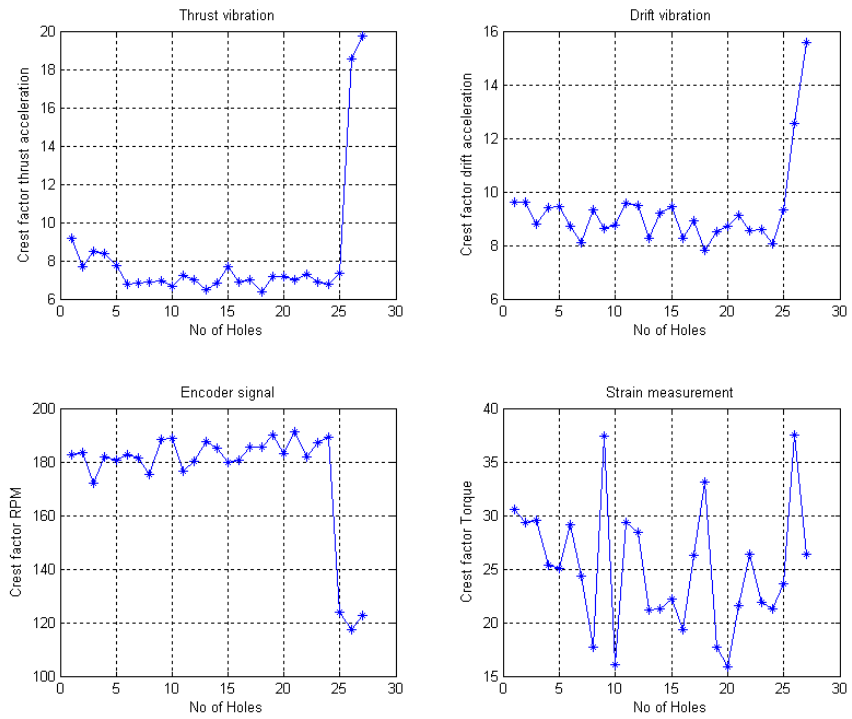 Thrust vibration
20
18
16
14
12
10
8
6
Crest factor thrust acceleration
0 5 10 15 20 25 30
No of Holes
Drift vibration
16
14
12
10
8
6
Crest factor drift acceleration
0 5 10 15 20 25 30
No of Holes
Encoder signal
200
180
160
140
120
100
Crest factor RPM
0 5 10 15 20 25 30
No of Holes
Strain measurement
40
35
30
25
20
15
Crest factor Torque
0 5 10 15 20 25 30
No of Holes